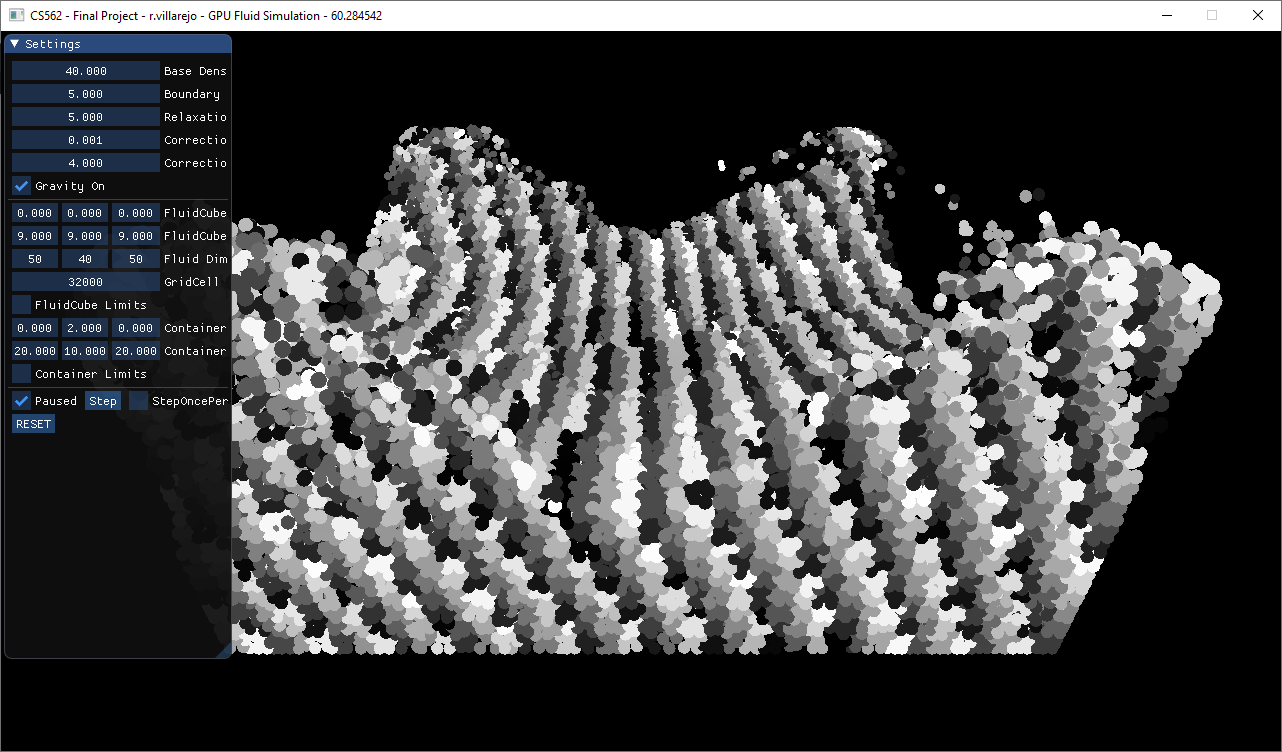 CS562 - Final Project - r.villarejo - GPU Fluid Simulation - 60.284542
Settings
40.000 Base Dens
5.000 Boundary
5.000 Relaxatio
0.001 Correctio
4.000 Correctio
Gravity On
0.000 0.000 0.000 FluidCube
9.000 9.000 9.000 FluidCube
50 40 50 Fluid Dim
32000 GridCell
FluidCube Limits
0.000 2.000 0.000 Container
20.000 10.000 20.000 Container
Container Limits
Paused Step StepOncePer
RESET